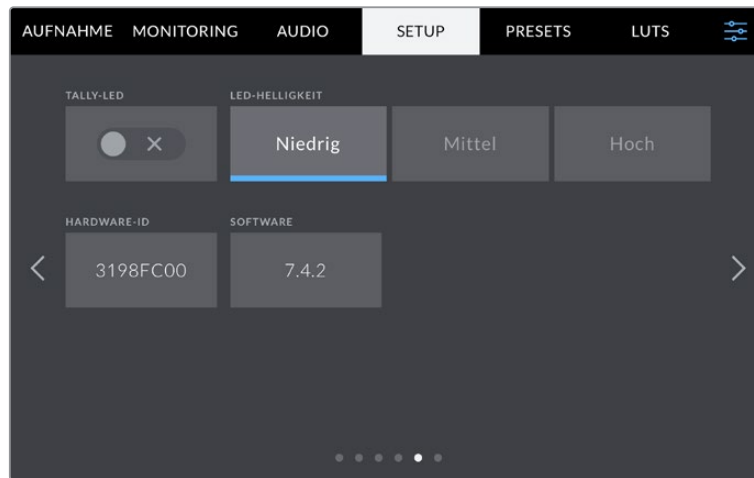 AUFNAHME MONITORING AUDIO SETUP PRESETS LUTS
TALLY-LED LED-HELLIGKEIT
Niedrig Mittel Hoch
HARDWARE-ID SOFTWARE
3198FC00 7.4.2